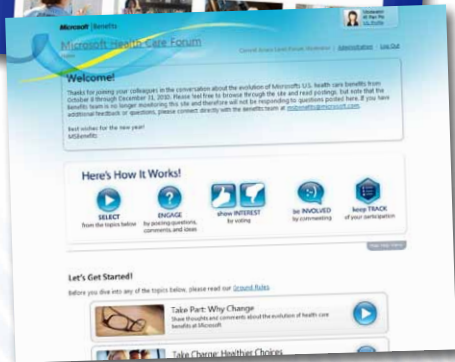 Microsoft | Benefits
Microsoft Health Care Forum
Administration | Log Out
Welcome!
Thanks for joining your colleagues in the conversation about the evolution of Microsoft's U.S. health care benefits from
October 8 through December 31, 2010. Please feel free to browse through the site and read postings, but note that the
Benefits team is no longer monitoring this site and therefore will not be responding to questions posted here. If you have
additional feedback or questions, please connect directly with the Benefits team at
Best wishes for the new year!
MSBenefits
Here's How It Works!
SELECT
from the topics below
ENGAGE
by posting questions,
comments, and ideas
show INTEREST
by voting
be INVOLVED
by commenting
keep TRACK
of your participation
Let's Get Started!
Before you dive into any of the topics below, please read our Ground Rules.
Take Part: Why Change
Share thoughts and comments about the evolution of health care
benefits at Microsoft
Take Charge: Healthier Choices